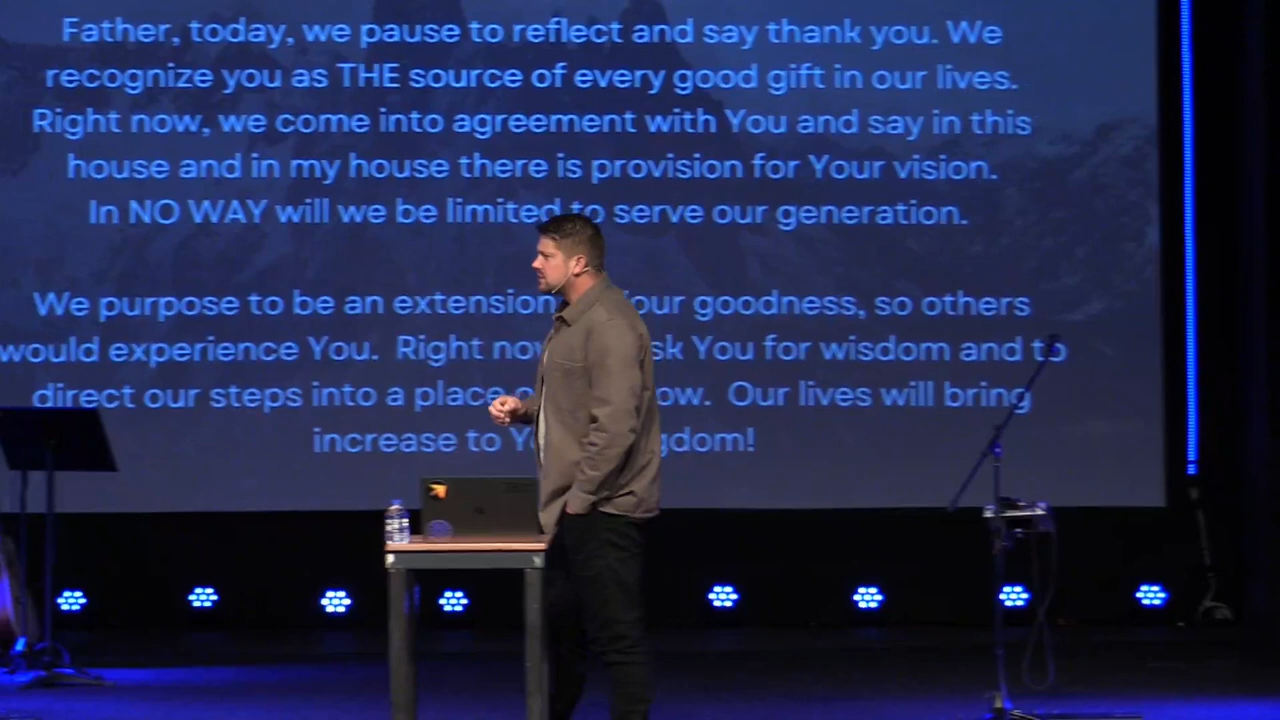 Father, today, we pause to reflect and say thank you. We
recognize you as THE source of every good gift in our lives.
Right now, we come into agreement with You and say in this
house and in my house there is provision for Your vision.
In NO WAY will we be limited to serve our generation.
We purpose to be an extension our goodness, so others
would experience You. Right now sk You for wisdom and to
direct our steps into a place ow. Our lives will bring
increase to Y gdom!